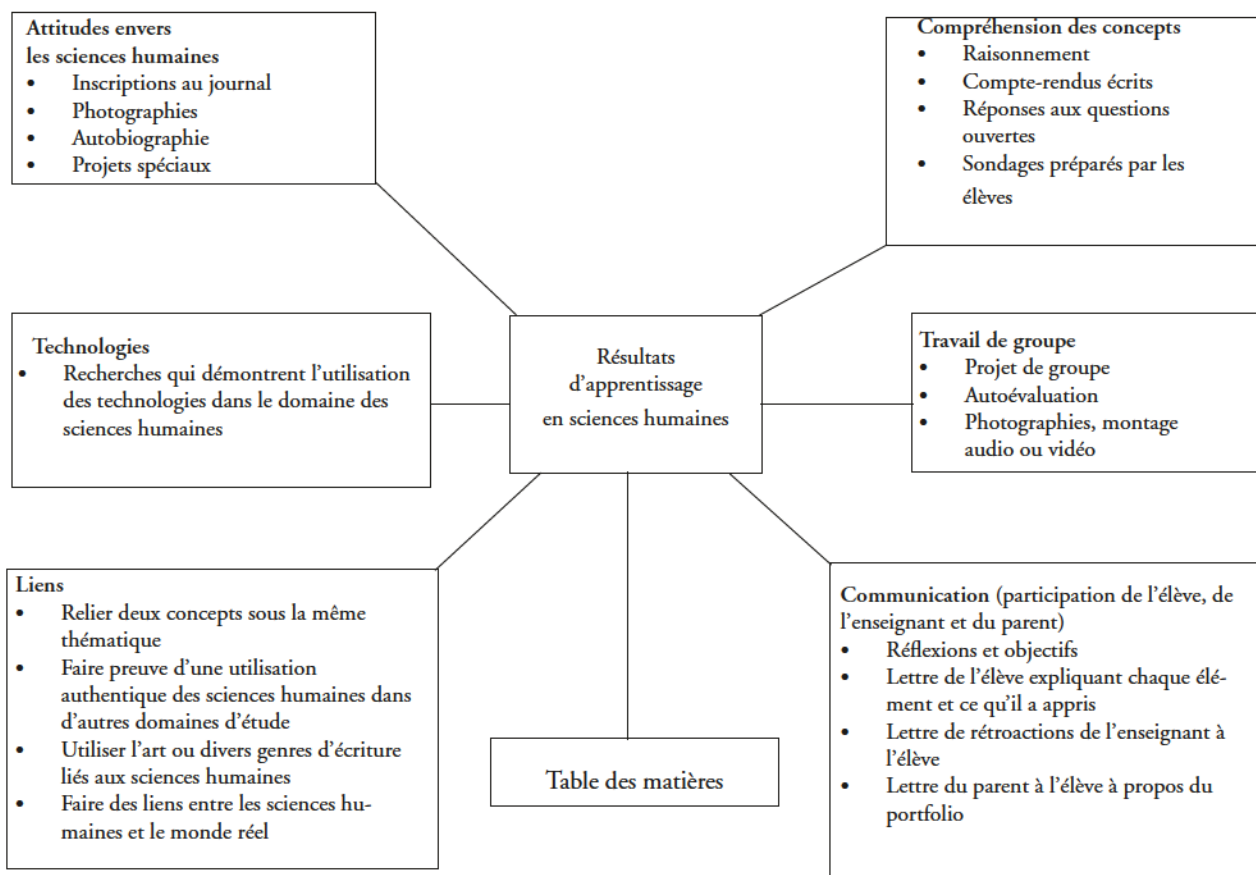 Attitudes envers
les sciences humaines
• Inscriptions au journal
• Photographies
• Autobiographie
• Projets spéciaux
Compréhension des concepts
• Raisonnement
• Compte-rendus écrits
• Réponses aux questions
ouvertes
• Sondages préparés par les
élèves
Technologies
• Recherches qui démontrent l’utilisation
des technologies dans le domaine des
sciences humaines
Résultats
d’apprentissage
en sciences humaines
Travail de groupe
• Projet de groupe
• Autoévaluation
• Photographies, montage
audio ou vidéo
Liens
• Relier deux concepts sous la même
thématique
• Faire preuve d’une utilisation
authentique des sciences humaines dans
d’autres domaines d’étude
• Utiliser l’art ou divers genres d’écriture
liés aux sciences humaines
• Faire des liens entre les sciences hu-
maines et le monde réel
Table des matières
Communication (participation de l’élève, de
l’enseignant et du parent)
• Réflexions et objectifs
• Lettre de l’élève expliquant chaque élé-
ment et ce qu’il a appris
• Lettre de rétroactions de l’enseignant à
l’élève
• Lettre du parent à l’élève à propos du
portfolio